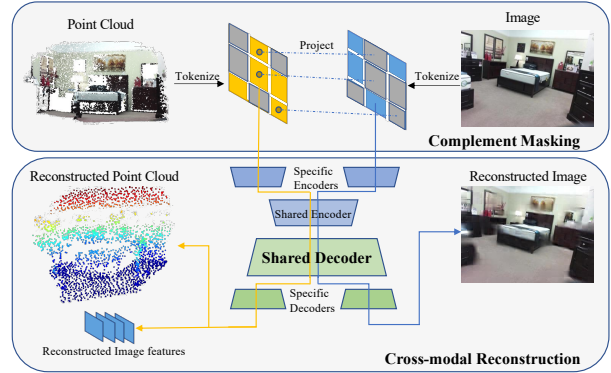 Point Cloud
Image
Project
Tokenize
Tokenize
Complement Masking
Reconstructed Point Cloud
Specific
Encoders
Reconstructed Image
Shared Encoder
Shared Decoder
Specific
Decoders
Reconstructed Image features
Cross-modal Reconstruction